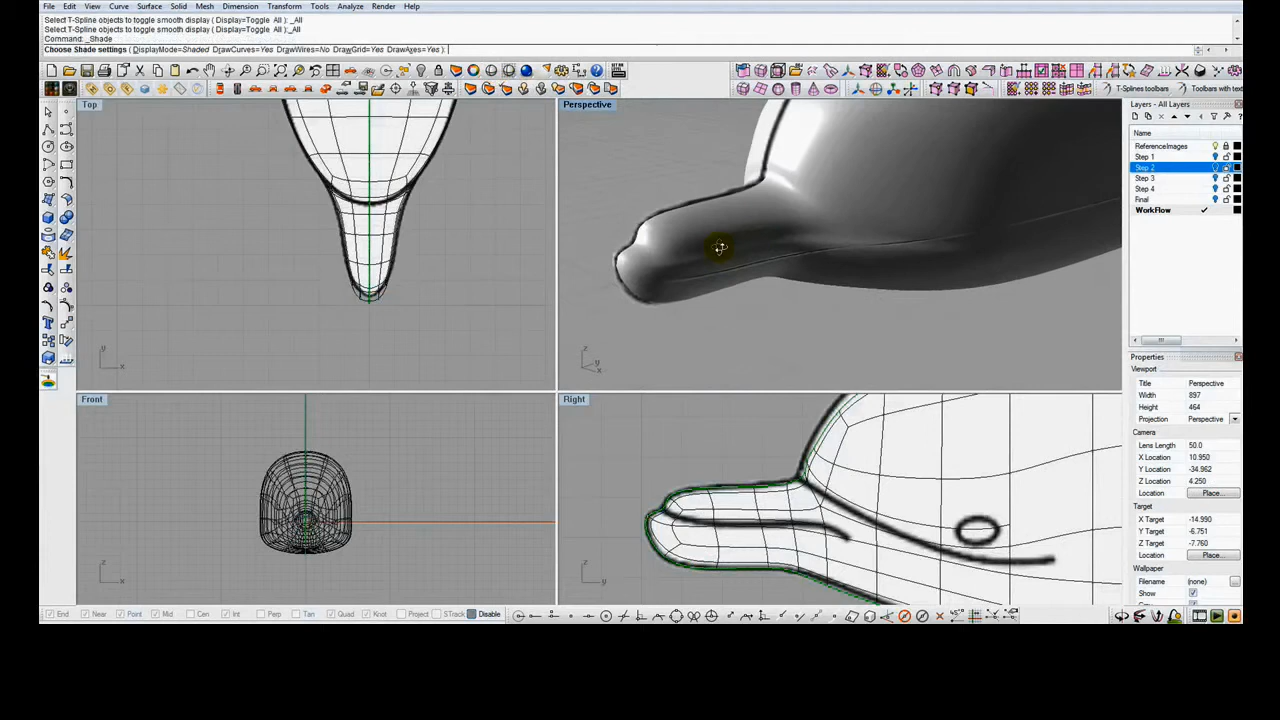 File Edit View Curve Surface Solid Mesh Dimension Transform Tools Analyze Render Help
Select T-Spline objects to toggle smooth display ( Display=Toggle All ): _All
Select T-Spline objects to toggle smooth display ( Display=Toggle All ): _All
Command: _Shade
Choose Shade settings ( DisplayMode=Shaded DrawCurves=Yes DrawWires=No DrawGrid=Yes DrawAxes=Yes ):
T-Splines toolbars Toolbars with text
Top
Perspective
Layers - All Layers
Name
ReferenceImages
Step 1
Step 2
Step 3
Step 4
Final
WorkFlow
y
x
z
y
x
Properties
Viewport
Title Perspective
Width 897
Height 464
Projection Perspective
Camera
Lens Length 50.0
X Location 10.950
Y Location -34.962
Z Location 4.250
Location Place...
Target
X Target -14.990
Y Target -6.751
Z Target -7.760
Location Place...
Wallpaper
Filename (none)
Show
Front
Right
z
x
z
y
End Near Point Mid Cen Int Perp Tan Quad Knot Project STrack Disable